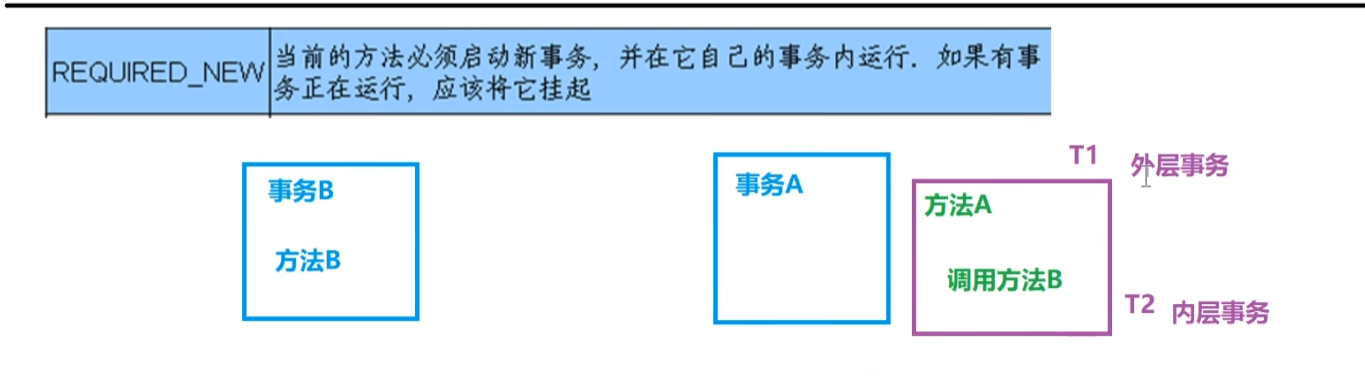 REQUIRED_NEW
当前的方法必须启动新事务, 并在它自己的事务内运行. 如果有事
务正在运行, 应该将它挂起
事务B
方法B
事务A
T1
外层事务
方法A
调用方法B
T2
内层事务